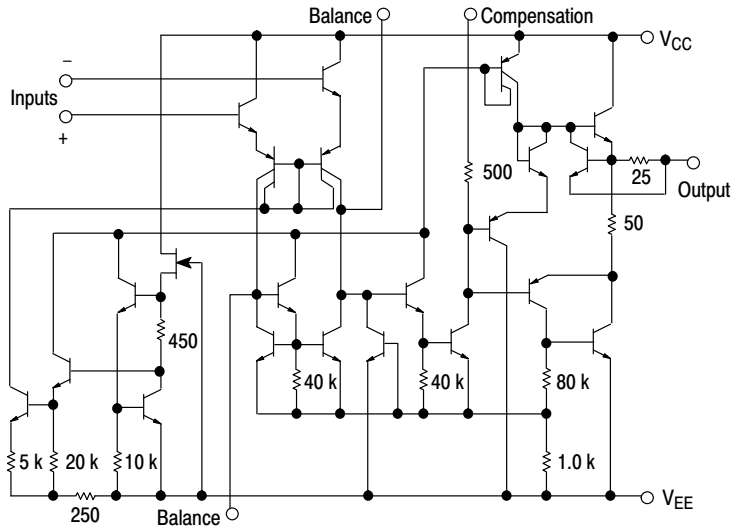 Balance
Compensation
VCC
−
Inputs
+
500
25
Output
50
450
40 k
40 k
80 k
5 k
20 k
10 k
1.0 k
250
Balance
VEE